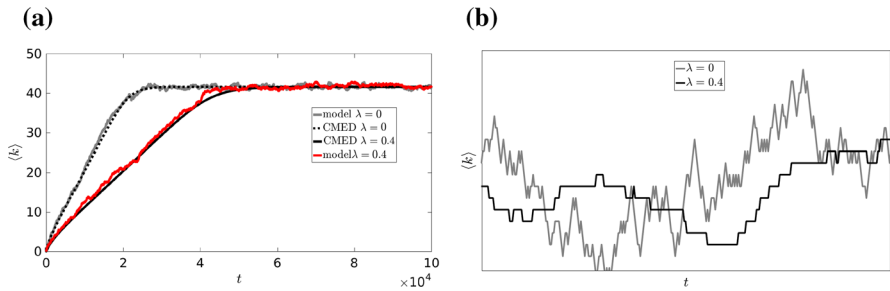 (a)
(b)
50
40
30
20
10
0
⟨k⟩
model λ = 0
CMED λ = 0
CMED λ = 0.4
modelλ = 0.4
0 2 4 6 8 10
t
×10⁴
λ = 0
λ = 0.4
⟨k⟩
t